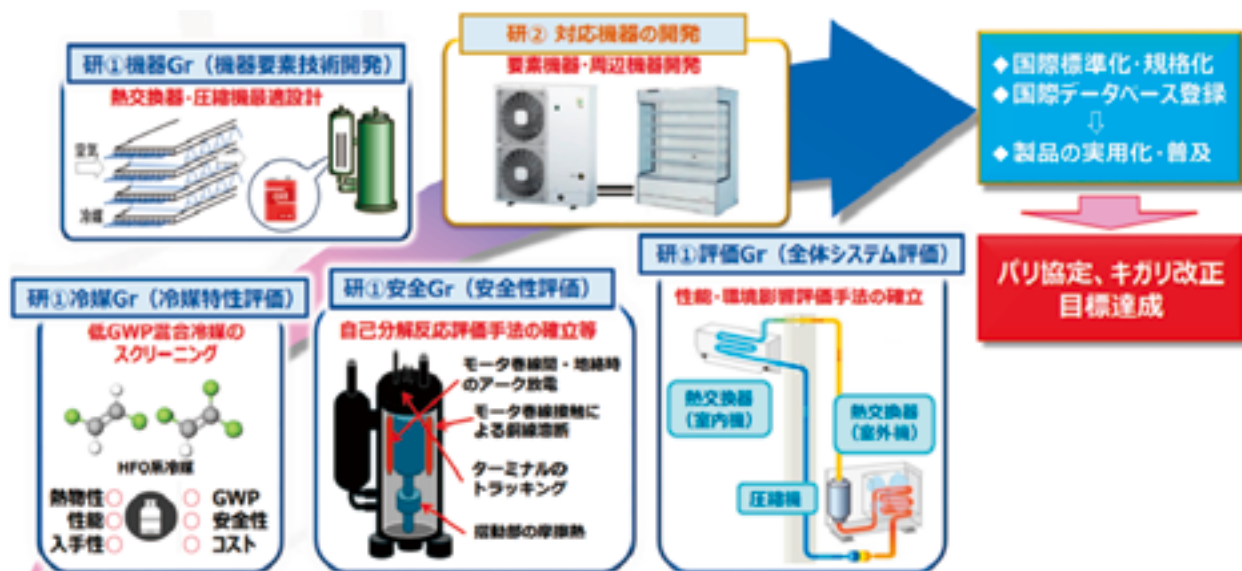 研①機器Gr（機器要素技術開発）
熱交換器・圧縮機最適設計
空気
冷媒
研② 対応機器の開発
要素機器・周辺機器開発
◆国際標準化・規格化
◆国際データベース登録
⇩
◆製品の実用化・普及
パリ協定、キガリ改正
目標達成
研①冷媒Gr（冷媒特性評価）
低GWP混合冷媒の
スクリーニング
HFO系冷媒
熱物性○
性能○
入手性○
○ GWP
○ 安全性
○ コスト
研①安全Gr（安全性評価）
自己分解反応評価手法の確立等
モータ巻線間・地絡時
のアーク放電
モータ巻線接触に
よる銅線溶断
ターミナルの
トラッキング
摺動部の摩擦熱
研①評価Gr（全体システム評価）
性能・環境影響評価手法の確立
熱交換器
（室内機）
熱交換器
（室外機）
圧縮機